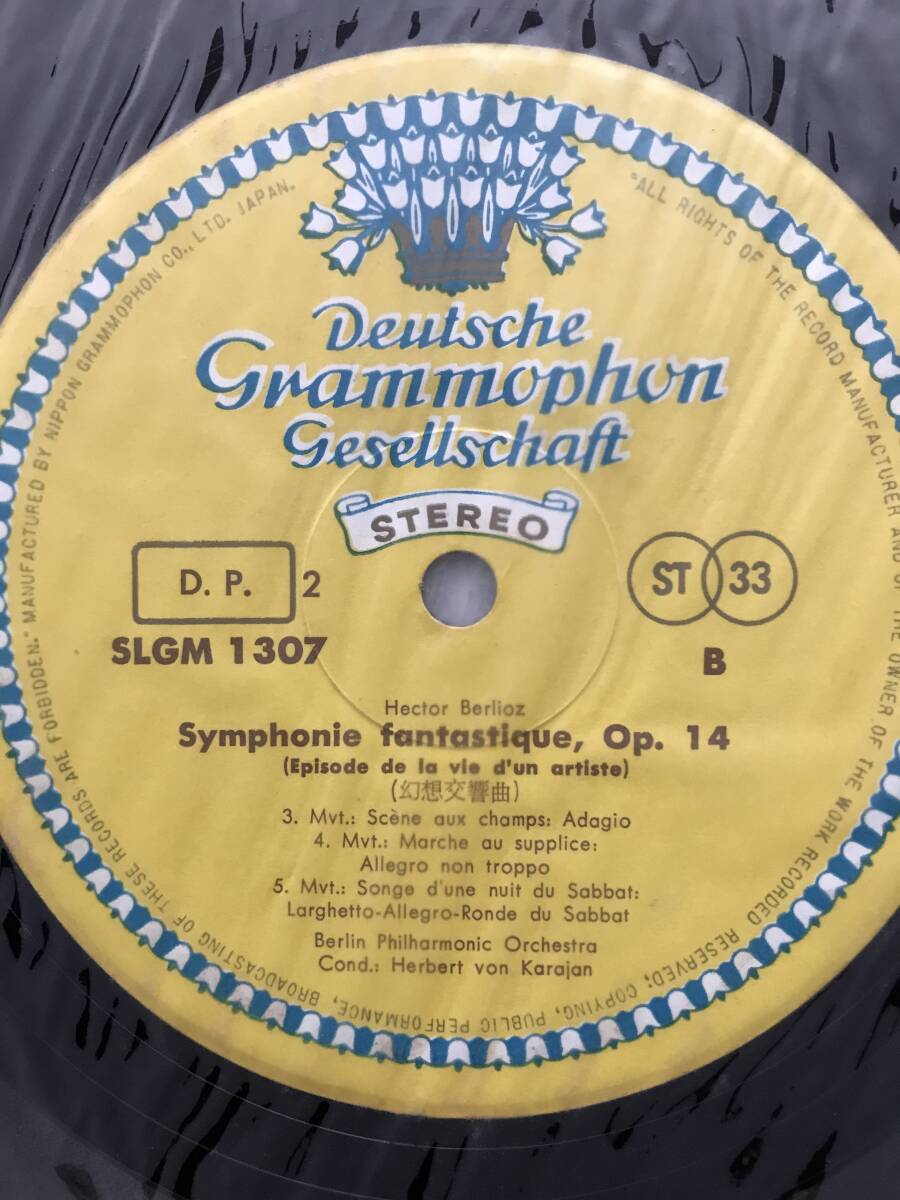 "ALL RIGHTS OF THE RECORD MANUFACTURER AND OF THE OWNER OF THE WORK RECORDED RESERVED; COPYING, PUBLIC PERFORMANCE, BROADCASTING OF THESE RECORDS ARE FORBIDDEN." MANUFACTURED BY NIPPON GRAMMOPHON CO., LTD. JAPAN.
Deutsche
Grammophon
Gesellschaft
STEREO
D. P. 2
ST 33
SLGM 1307
B
Hector Berlioz
Symphonie fantastique, Op. 14
(Episode de la vie d'un artiste)
(幻想交響曲)
3. Mvt.: Scène aux champs: Adagio
4. Mvt.: Marche au supplice:
Allegro non troppo
5. Mvt.: Songe d'une nuit du Sabbat:
Larghetto-Allegro-Ronde du Sabbat
Berlin Philharmonic Orchestra
Cond.: Herbert von Karajan